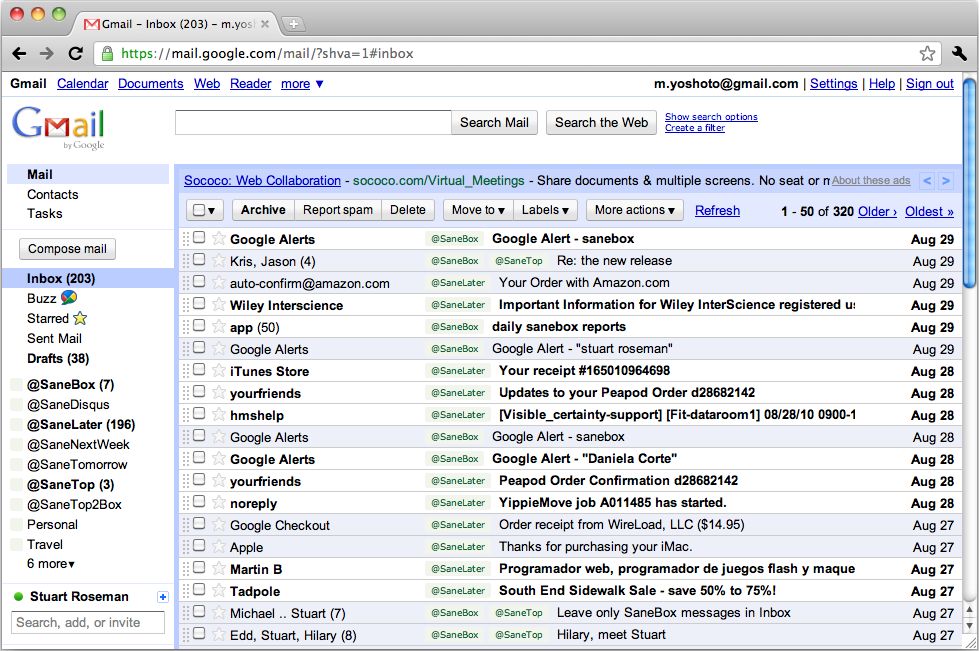 Gmail - Inbox (203) - m.yosh
https://mail.google.com/mail/?shva=1#inbox
Gmail Calendar Documents Web Reader more ▼ m.yoshoto@gmail.com | Settings | Help | Sign out
Gmail
by Google
Search Mail Search the Web
Show search options
Create a filter
Mail
Contacts
Tasks
Compose mail
Inbox (203)
Buzz
Starred
Sent Mail
Drafts (38)
@SaneBox (7)
@SaneDisqus
@SaneLater (196)
@SaneNextWeek
@SaneTomorrow
@SaneTop (3)
@SaneTop2Box
Personal
Travel
6 more▼
Stuart Roseman
Search, add, or invite
Sococo: Web Collaboration - sococo.com/Virtual_Meetings - Share documents & multiple screens. No seat or About these ads < >
Archive Report spam Delete Move to ▼ Labels ▼ More actions ▼ Refresh 1 - 50 of 320 Older › Oldest »
Google Alerts @SaneBox Google Alert - sanebox Aug 29
Kris, Jason (4) @SaneBox @SaneTop Re: the new release Aug 29
auto-confirm@amazon.com @SaneLater Your Order with Amazon.com Aug 29
Wiley Interscience @SaneLater Important Information for Wiley InterScience registered us Aug 29
app (50) @SaneBox daily sanebox reports Aug 29
Google Alerts @SaneBox Google Alert - "stuart roseman" Aug 29
iTunes Store @SaneLater Your receipt #165010964698 Aug 28
yourfriends @SaneLater Updates to your Peapod Order d28682142 Aug 28
hmshelp @SaneLater [Visible_certainty-support] [Fit-dataroom1] 08/28/10 0900-1 Aug 28
Google Alerts @SaneBox Google Alert - sanebox Aug 28
Google Alerts @SaneBox Google Alert - "Daniela Corte" Aug 28
yourfriends @SaneLater Peapod Order Confirmation d28682142 Aug 28
noreply @SaneLater YippieMove job A011485 has started. Aug 28
Google Checkout @SaneLater Order receipt from WireLoad, LLC ($14.95) Aug 27
Apple @SaneLater Thanks for purchasing your iMac. Aug 27
Martin B @SaneLater Programador web, programador de juegos flash y maque Aug 27
Tadpole @SaneLater South End Sidewalk Sale - save 50% to 75%! Aug 27
Michael .. Stuart (7) @SaneBox @SaneTop Leave only SaneBox messages in Inbox Aug 27
Edd, Stuart, Hilary (8) @SaneBox @SaneTop Hilary, meet Stuart Aug 27